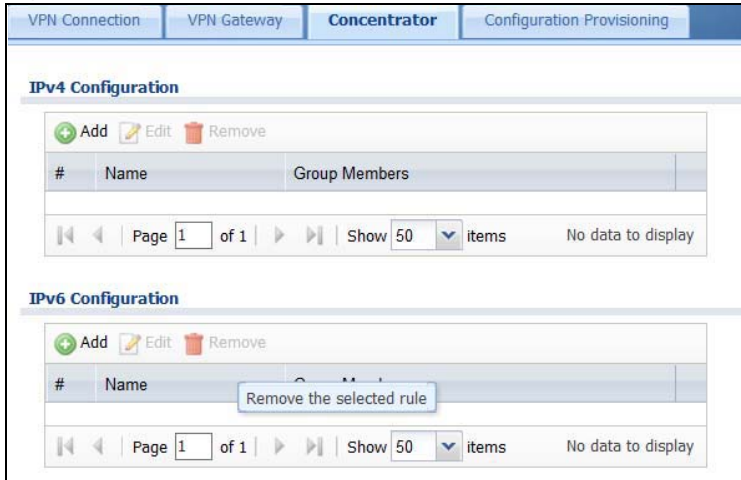 VPN Connection VPN Gateway Concentrator Configuration Provisioning
IPv4 Configuration
Add Edit Remove
# Name Group Members
Page 1 of 1 Show 50 items No data to display
IPv6 Configuration
Add Edit Remove
# Name
Remove the selected rule
Page 1 of 1 Show 50 items No data to display